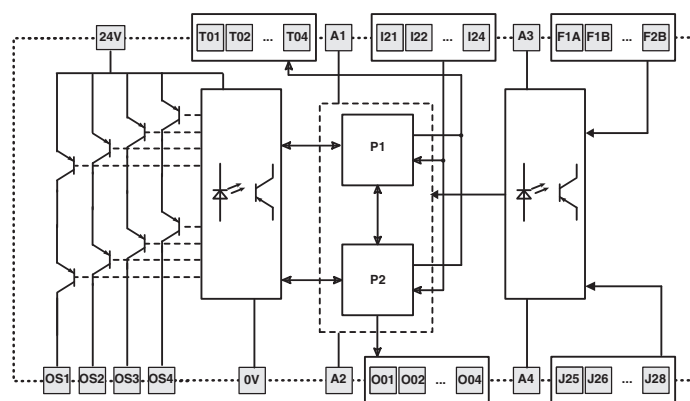 24V T01 T02 ... T04 A1 I21 I22 ... I24 A3 F1A F1B ... F2B
P1
P2
OS1 OS2 OS3 OS4 0V A2 O01 O02 ... O04 A4 J25 J26 ... J28